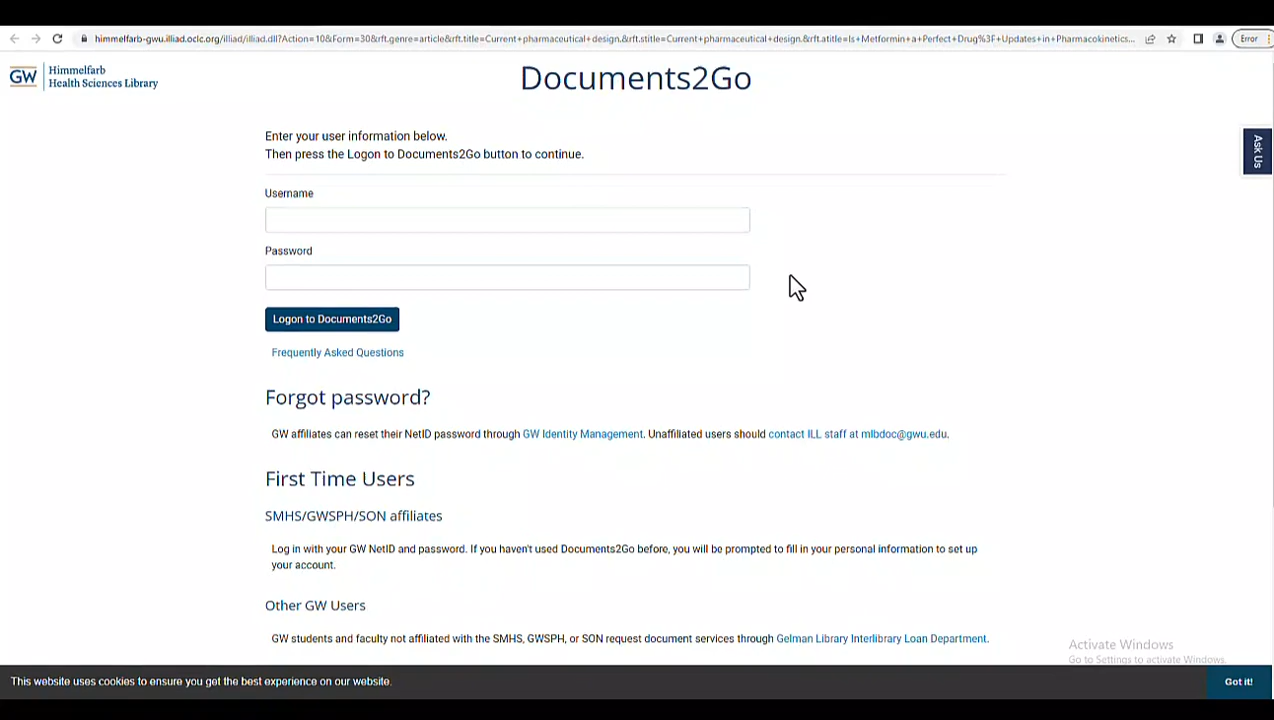 himmelfarb-gwu.illiad.oclc.org/illiad/illiad.dll?Action=10&Form=30&rft.genre=article&rft.title=Current+pharmaceutical+design.&rft.stitle=Current+pharmaceutical+design.&rft.atitle=Is+Metformin+a+Perfect+Drug%3F+Updates+in+Pharmacokinetics...
Error
GW Himmelfarb
Health Sciences Library
Documents2Go
Enter your user information below.
Then press the Logon to Documents2Go button to continue.
Ask Us
Username
Password
Logon to Documents2Go
Frequently Asked Questions
Forgot password?
GW affiliates can reset their NetID password through GW Identity Management. Unaffiliated users should contact ILL staff at mlbdoc@gwu.edu.
First Time Users
SMHS/GWSPH/SON affiliates
Log in with your GW NetID and password. If you haven't used Documents2Go before, you will be prompted to fill in your personal information to set up
your account.
Other GW Users
GW students and faculty not affiliated with the SMHS, GWSPH, or SON request document services through Gelman Library Interlibrary Loan Department.
Activate Windows
Go to Settings to activate Windows.
This website uses cookies to ensure you get the best experience on our website.
Got it!